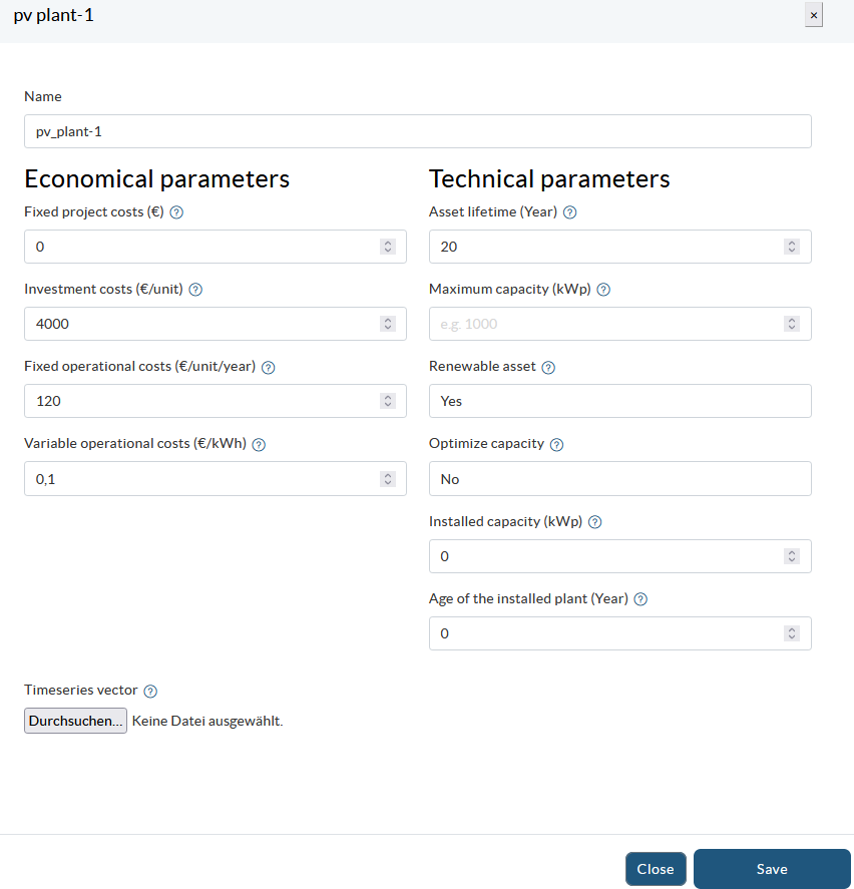 pv plant-1
×
Name
pv_plant-1
Economical parameters
Fixed project costs (€) ?
0
Investment costs (€/unit) ?
4000
Fixed operational costs (€/unit/year) ?
120
Variable operational costs (€/kWh) ?
0,1
Technical parameters
Asset lifetime (Year) ?
20
Maximum capacity (kWp) ?
e.g. 1000
Renewable asset ?
Yes
Optimize capacity ?
No
Installed capacity (kWp) ?
0
Age of the installed plant (Year) ?
0
Timeseries vector ?
Durchsuchen... Keine Datei ausgewählt.
Close Save